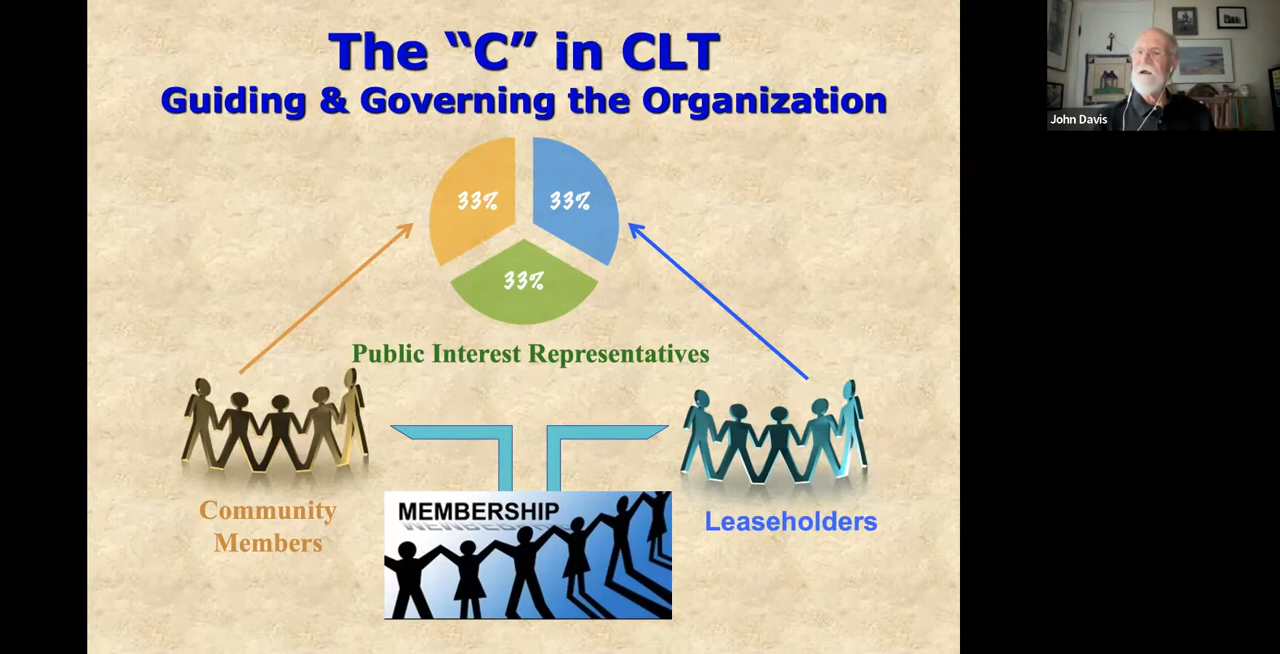 The “C” in CLT
Guiding & Governing the Organization
John Davis
33%
33%
33%
Public Interest Representatives
Community
Members
MEMBERSHIP
Leaseholders